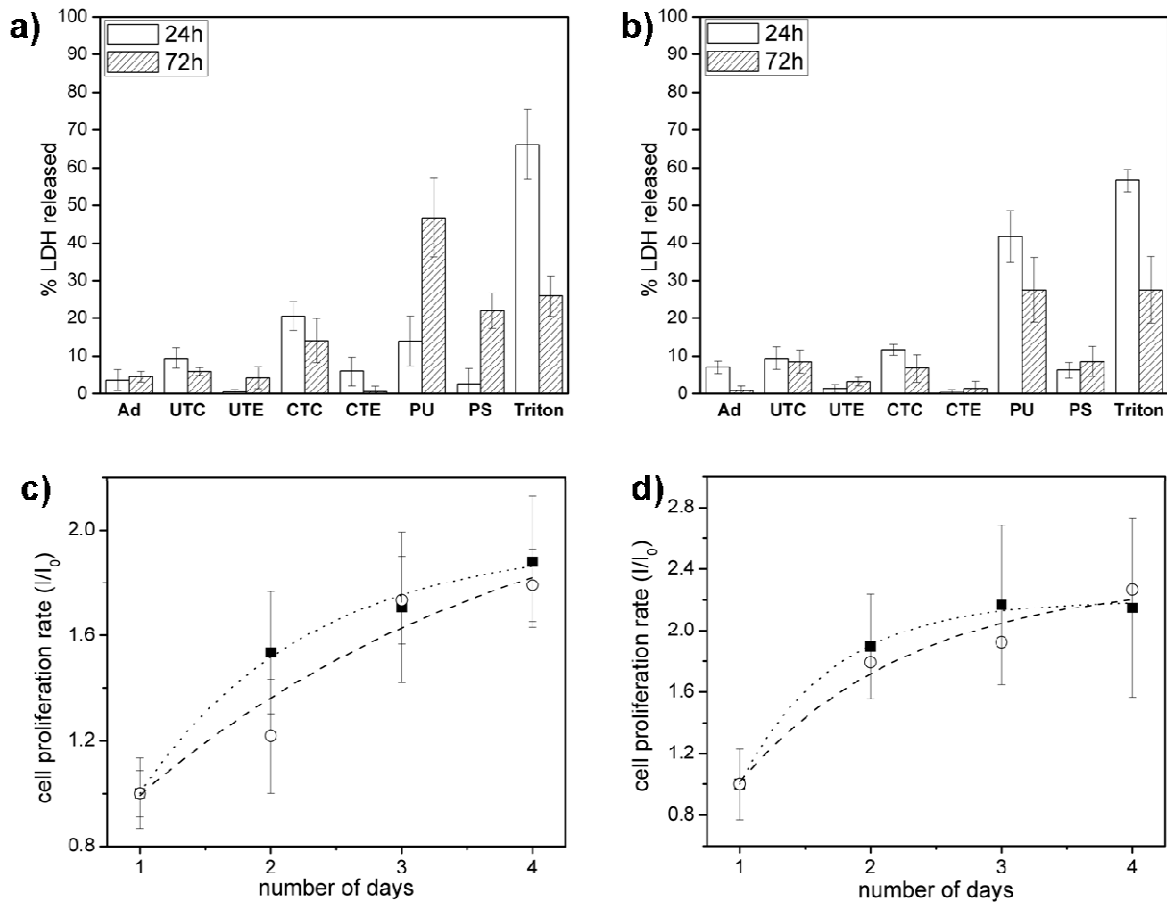 a)
24h
72h
100
90
80
70
60
50
40
30
20
10
0
% LDH released
Ad UTC UTE CTC CTE PU PS Triton
b)
24h
72h
100
90
80
70
60
50
40
30
20
10
0
% LDH released
Ad UTC UTE CTC CTE PU PS Triton
c)
2.0
1.6
1.2
0.8
cell proliferation rate (I/I0)
1 2 3 4
number of days
d)
2.8
2.4
2.0
1.6
1.2
0.8
cell proliferation rate (I/I0)
1 2 3 4
number of days